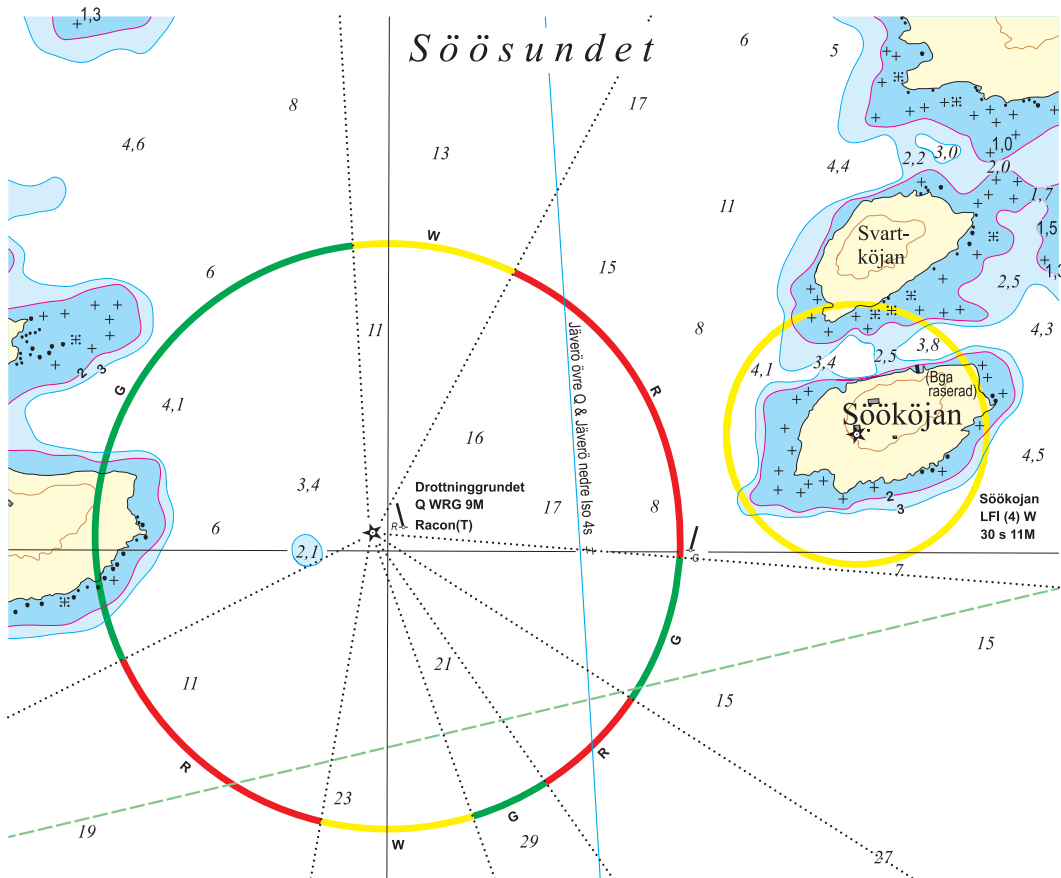 1,3
Söösundet
6
5
8
17
4,6
13
4,4
2,2
3,0
1,0
2,0
1,7
11
W
Svart-
köjan
1,5
6
15
2,5
1,3
11
8
4,3
Jäverö övre Q & Jäverö nedre Iso 4s
2
3
G
R
4,1
3,4
2,5
3,8
4,1
(Bga
raserad)
Söököjan
16
4,5
3,4
Drottninggrundet
Q WRG 9M
Racon(T)
R
17
8
2
3
Söökojan
LFl (4) W
30 s 11M
6
2,1
G
7
G
15
21
11
15
R
R
23
19
W
G
29
27